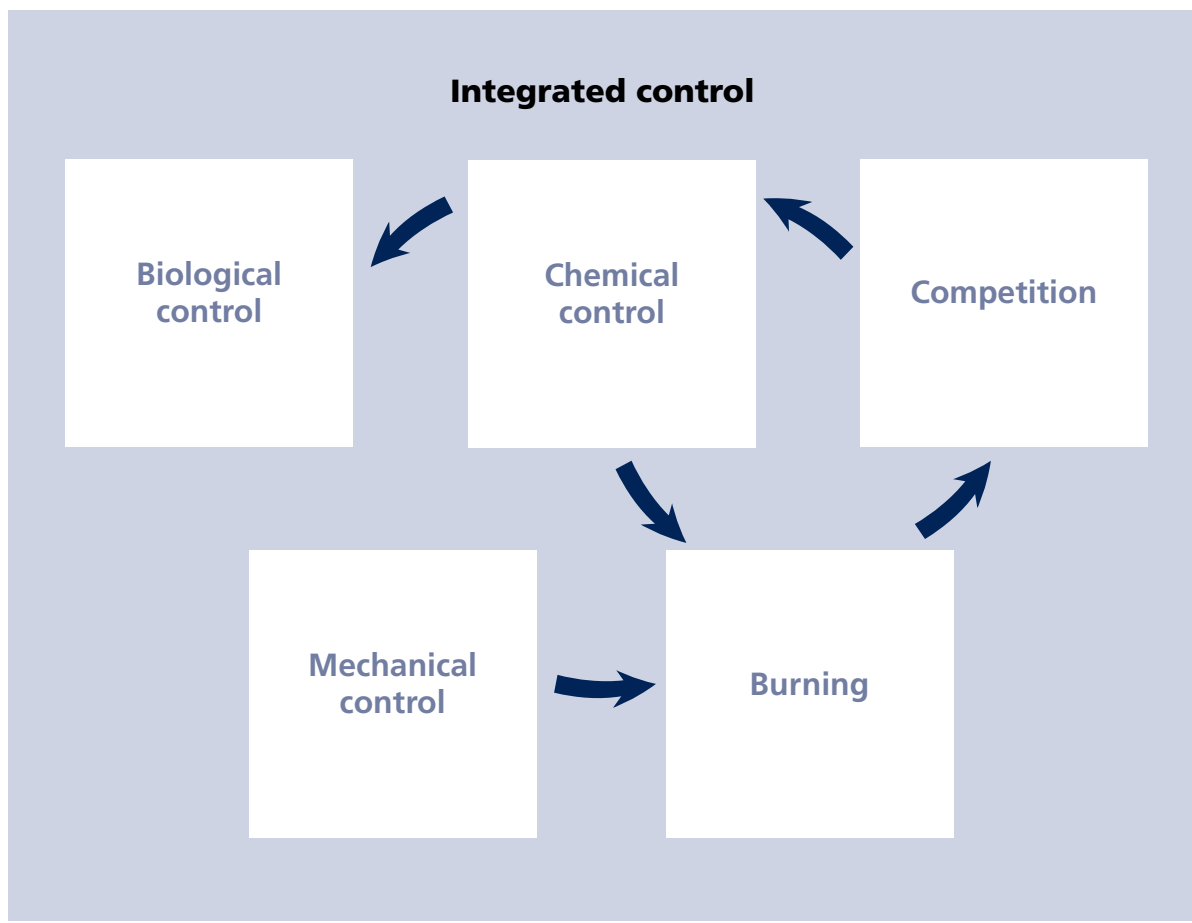 Integrated control
Biological
control
Chemical
control
Competition
Mechanical
control
Burning